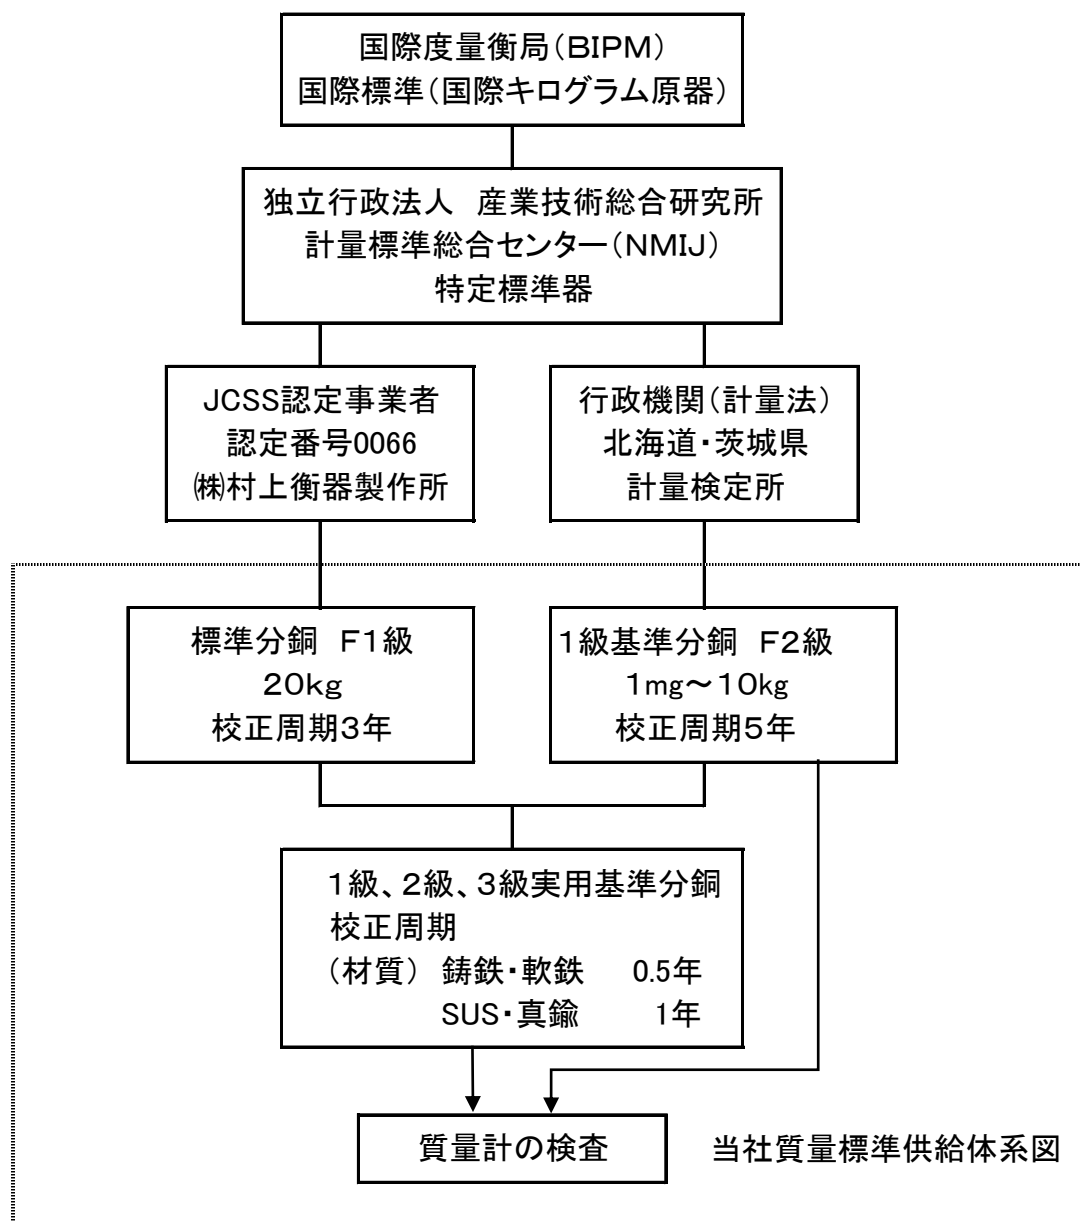 国際度量衡局（BIPM）
国際標準（国際キログラム原器）
独立行政法人　産業技術総合研究所
計量標準総合センター（NMIJ）
特定標準器
JCSS認定事業者
認定番号0066
㈱村上衡器製作所
行政機関（計量法）
北海道・茨城県
計量検定所
標準分銅　F１級
２０kg
校正周期３年
１級基準分銅　F２級
１mg～１０kg
校正周期５年
１級、２級、３級実用基準分銅
校正周期
（材質）　鋳鉄・軟鉄　0.5年
SUS・真鍮　1年
質量計の検査
当社質量標準供給体系図